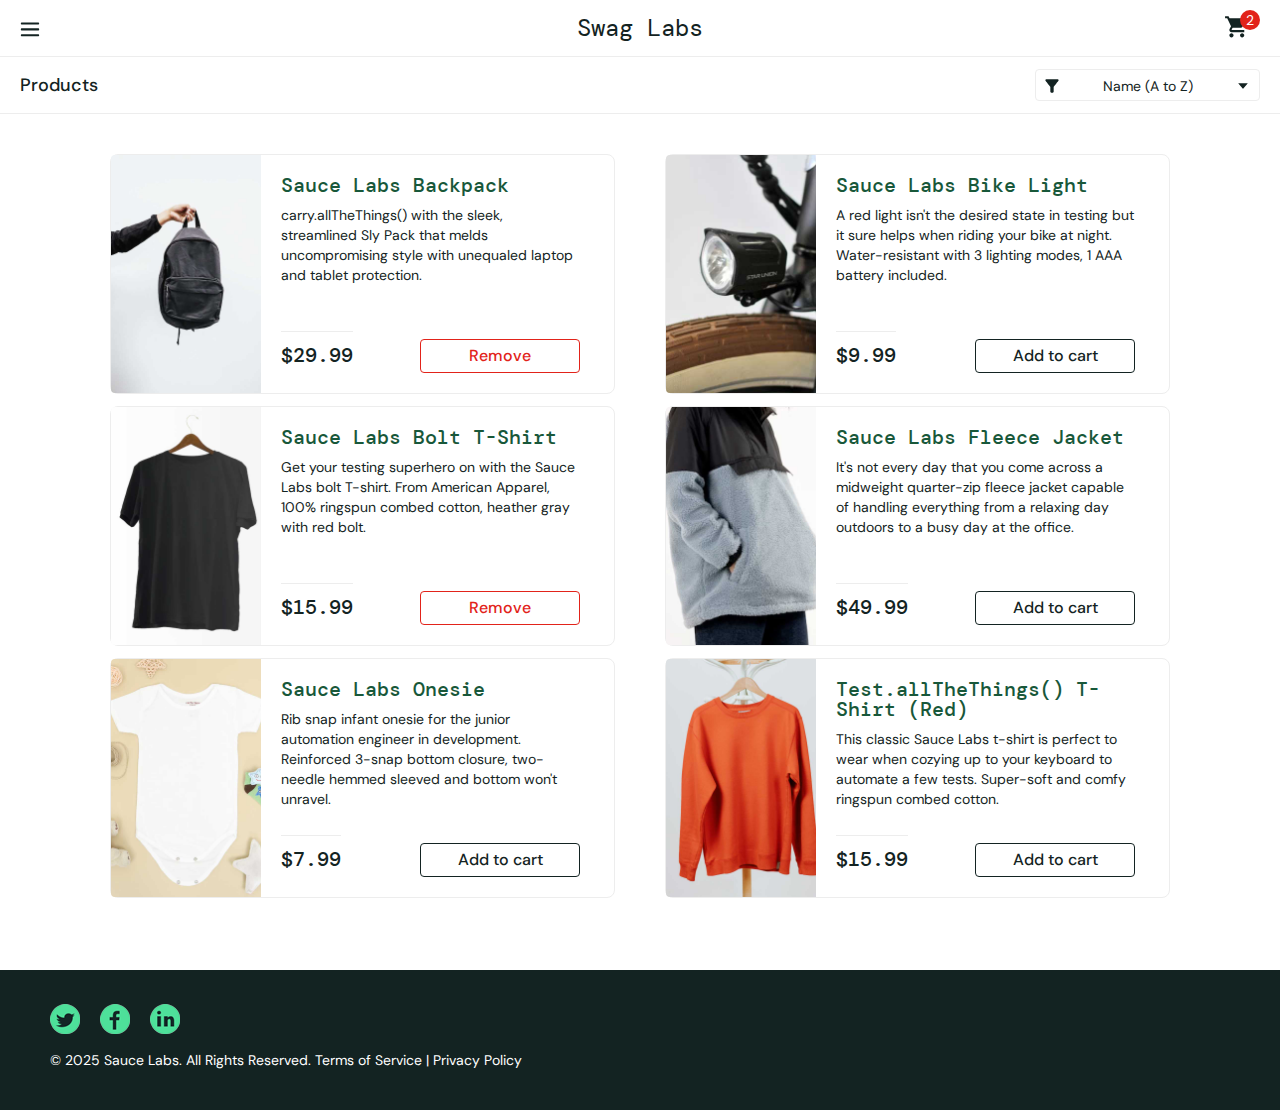 Swag Labs
2
Products
Name (A to Z)
Sauce Labs Backpack
carry.allTheThings() with the sleek,
streamlined Sly Pack that melds
uncompromising style with unequaled laptop
and tablet protection.
$29.99
Remove
Sauce Labs Bike Light
A red light isn't the desired state in testing but
it sure helps when riding your bike at night.
Water-resistant with 3 lighting modes, 1 AAA
battery included.
$9.99
Add to cart
Sauce Labs Bolt T-Shirt
Get your testing superhero on with the Sauce
Labs bolt T-shirt. From American Apparel,
100% ringspun combed cotton, heather gray
with red bolt.
$15.99
Remove
Sauce Labs Fleece Jacket
It's not every day that you come across a
midweight quarter-zip fleece jacket capable
of handling everything from a relaxing day
outdoors to a busy day at the office.
$49.99
Add to cart
Sauce Labs Onesie
Rib snap infant onesie for the junior
automation engineer in development.
Reinforced 3-snap bottom closure, two-
needle hemmed sleeved and bottom won't
unravel.
$7.99
Add to cart
Test.allTheThings() T-
Shirt (Red)
This classic Sauce Labs t-shirt is perfect to
wear when cozying up to your keyboard to
automate a few tests. Super-soft and comfy
ringspun combed cotton.
$15.99
Add to cart
© 2025 Sauce Labs. All Rights Reserved. Terms of Service | Privacy Policy